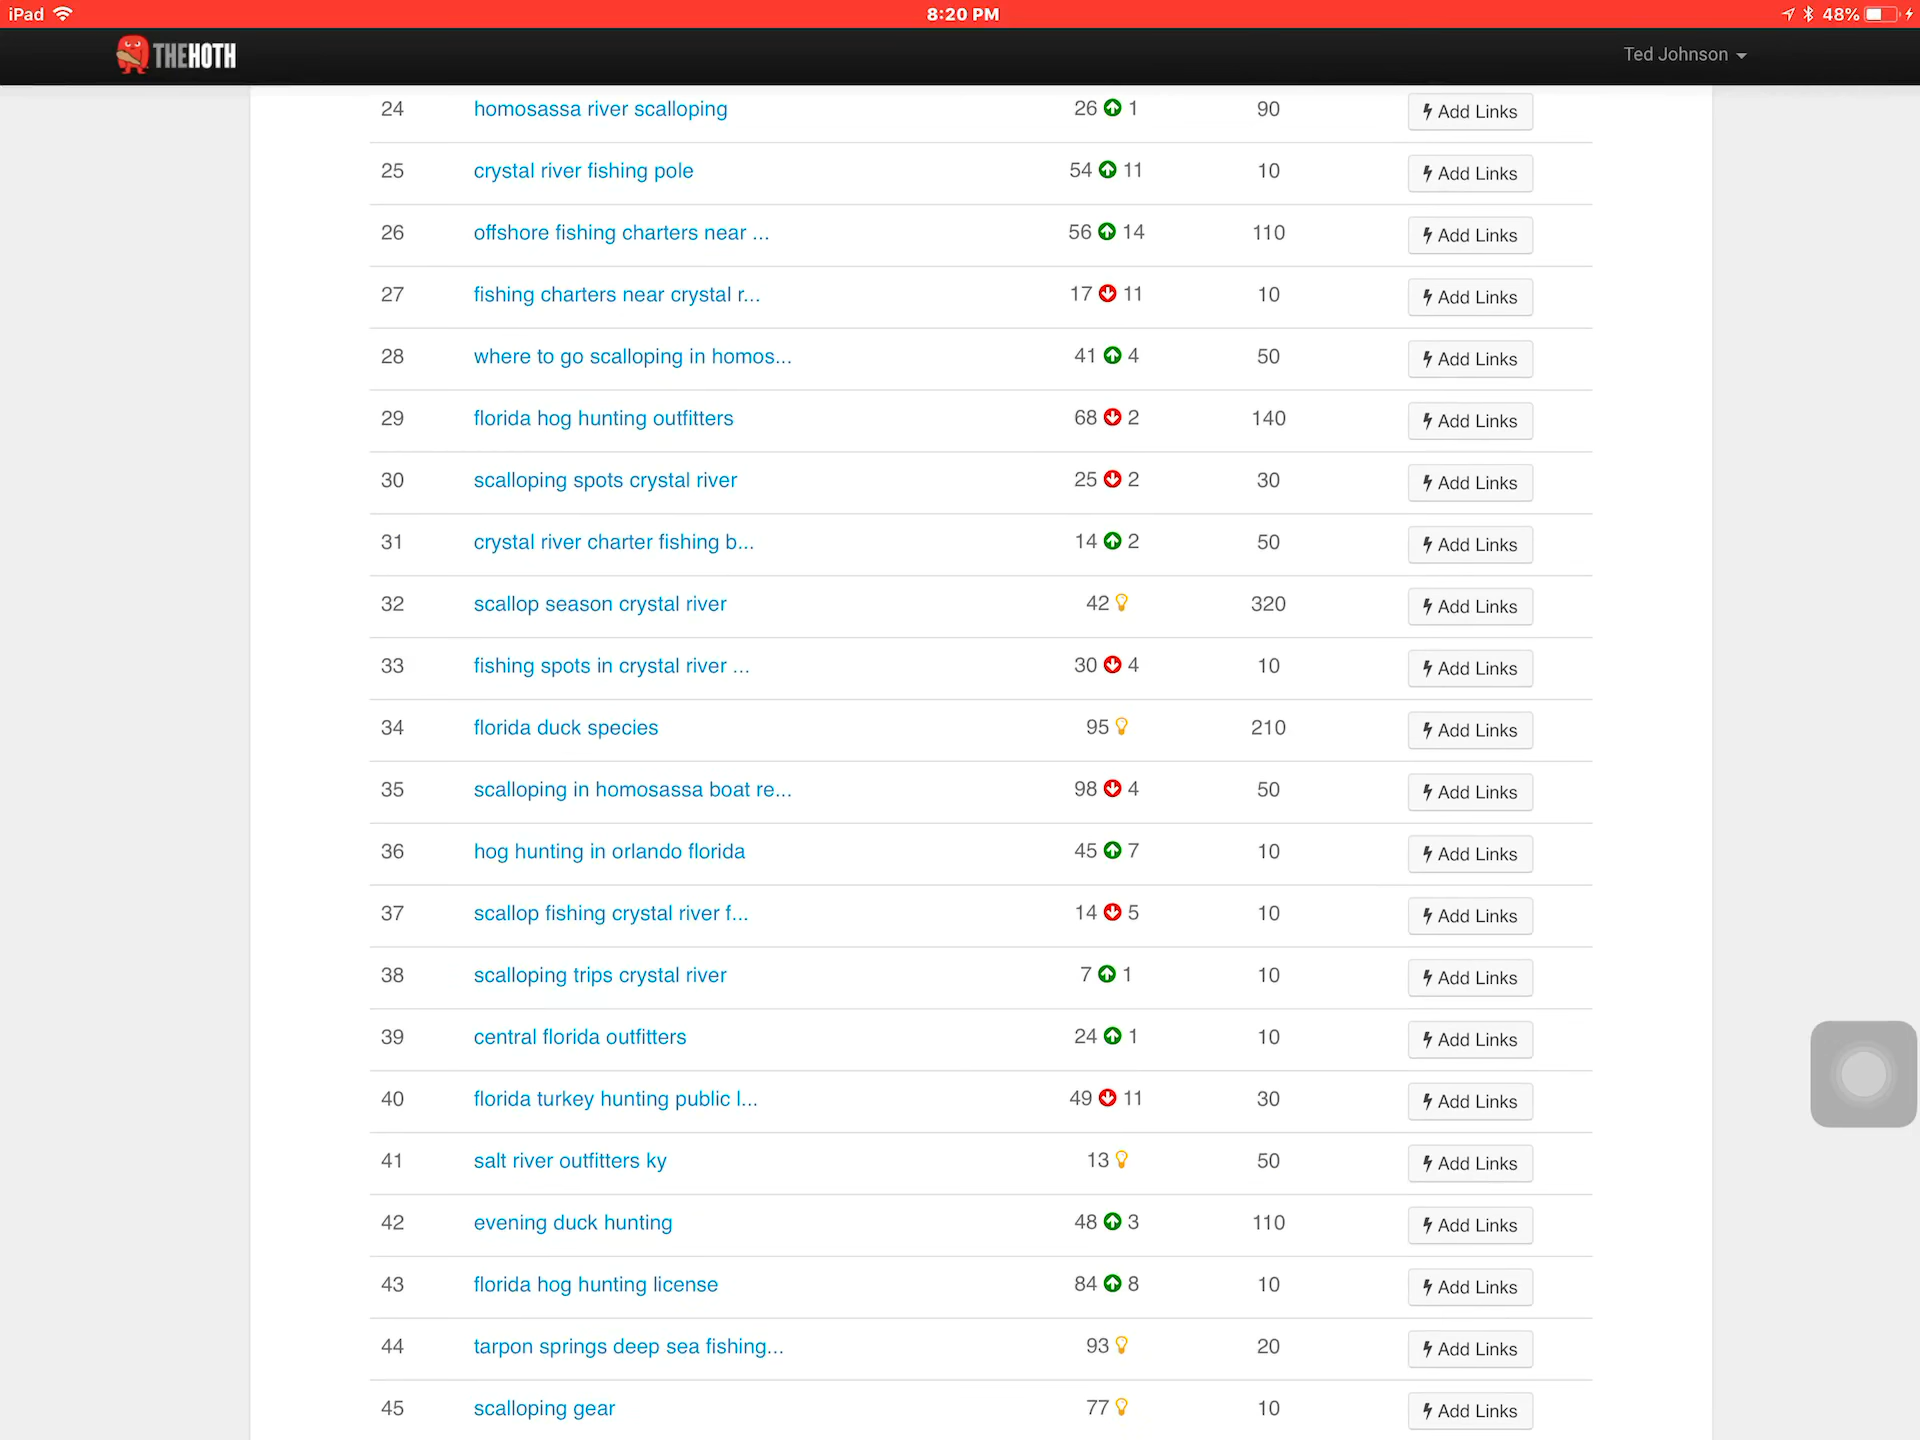 iPad 8:20 PM 48%
THEHOTH Ted Johnson
24 homosassa river scalloping 26 1 90 Add Links
25 crystal river fishing pole 54 11 10 Add Links
26 offshore fishing charters near ... 56 14 110 Add Links
27 fishing charters near crystal r... 17 11 10 Add Links
28 where to go scalloping in homos... 41 4 50 Add Links
29 florida hog hunting outfitters 68 2 140 Add Links
30 scalloping spots crystal river 25 2 30 Add Links
31 crystal river charter fishing b... 14 2 50 Add Links
32 scallop season crystal river 42 320 Add Links
33 fishing spots in crystal river ... 30 4 10 Add Links
34 florida duck species 95 210 Add Links
35 scalloping in homosassa boat re... 98 4 50 Add Links
36 hog hunting in orlando florida 45 7 10 Add Links
37 scallop fishing crystal river f... 14 5 10 Add Links
38 scalloping trips crystal river 7 1 10 Add Links
39 central florida outfitters 24 1 10 Add Links
40 florida turkey hunting public l... 49 11 30 Add Links
41 salt river outfitters ky 13 50 Add Links
42 evening duck hunting 48 3 110 Add Links
43 florida hog hunting license 84 8 10 Add Links
44 tarpon springs deep sea fishing... 93 20 Add Links
45 scalloping gear 77 10 Add Links